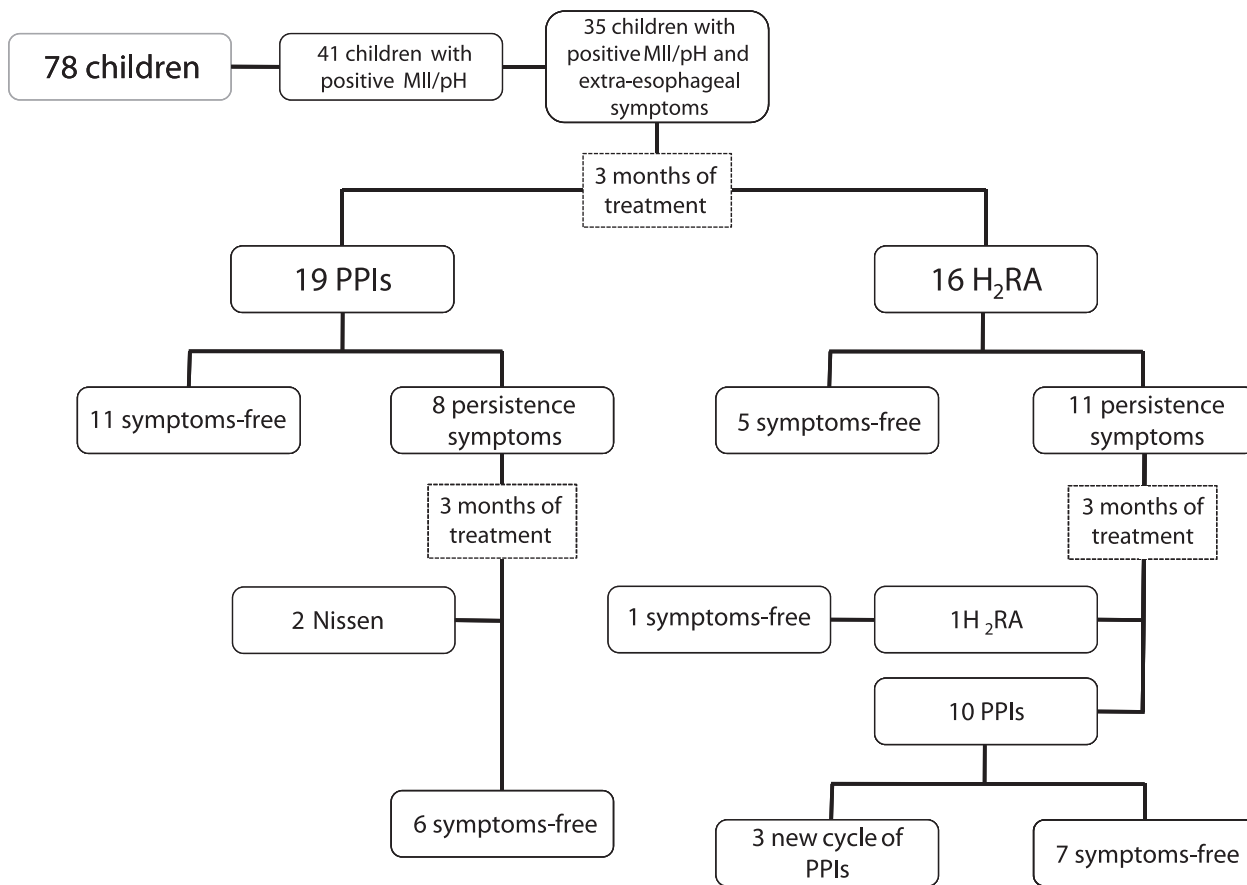 78 children
41 children with
positive MII/pH
35 children with
positive MII/pH and
extra-esophageal
symptoms
3 months of
treatment
19 PPIs
16 H₂RA
11 symptoms-free
8 persistence
symptoms
5 symptoms-free
11 persistence
symptoms
3 months of
treatment
3 months of
treatment
2 Nissen
1 symptoms-free
1H₂RA
10 PPIs
6 symptoms-free
3 new cycle of
PPIs
7 symptoms-free